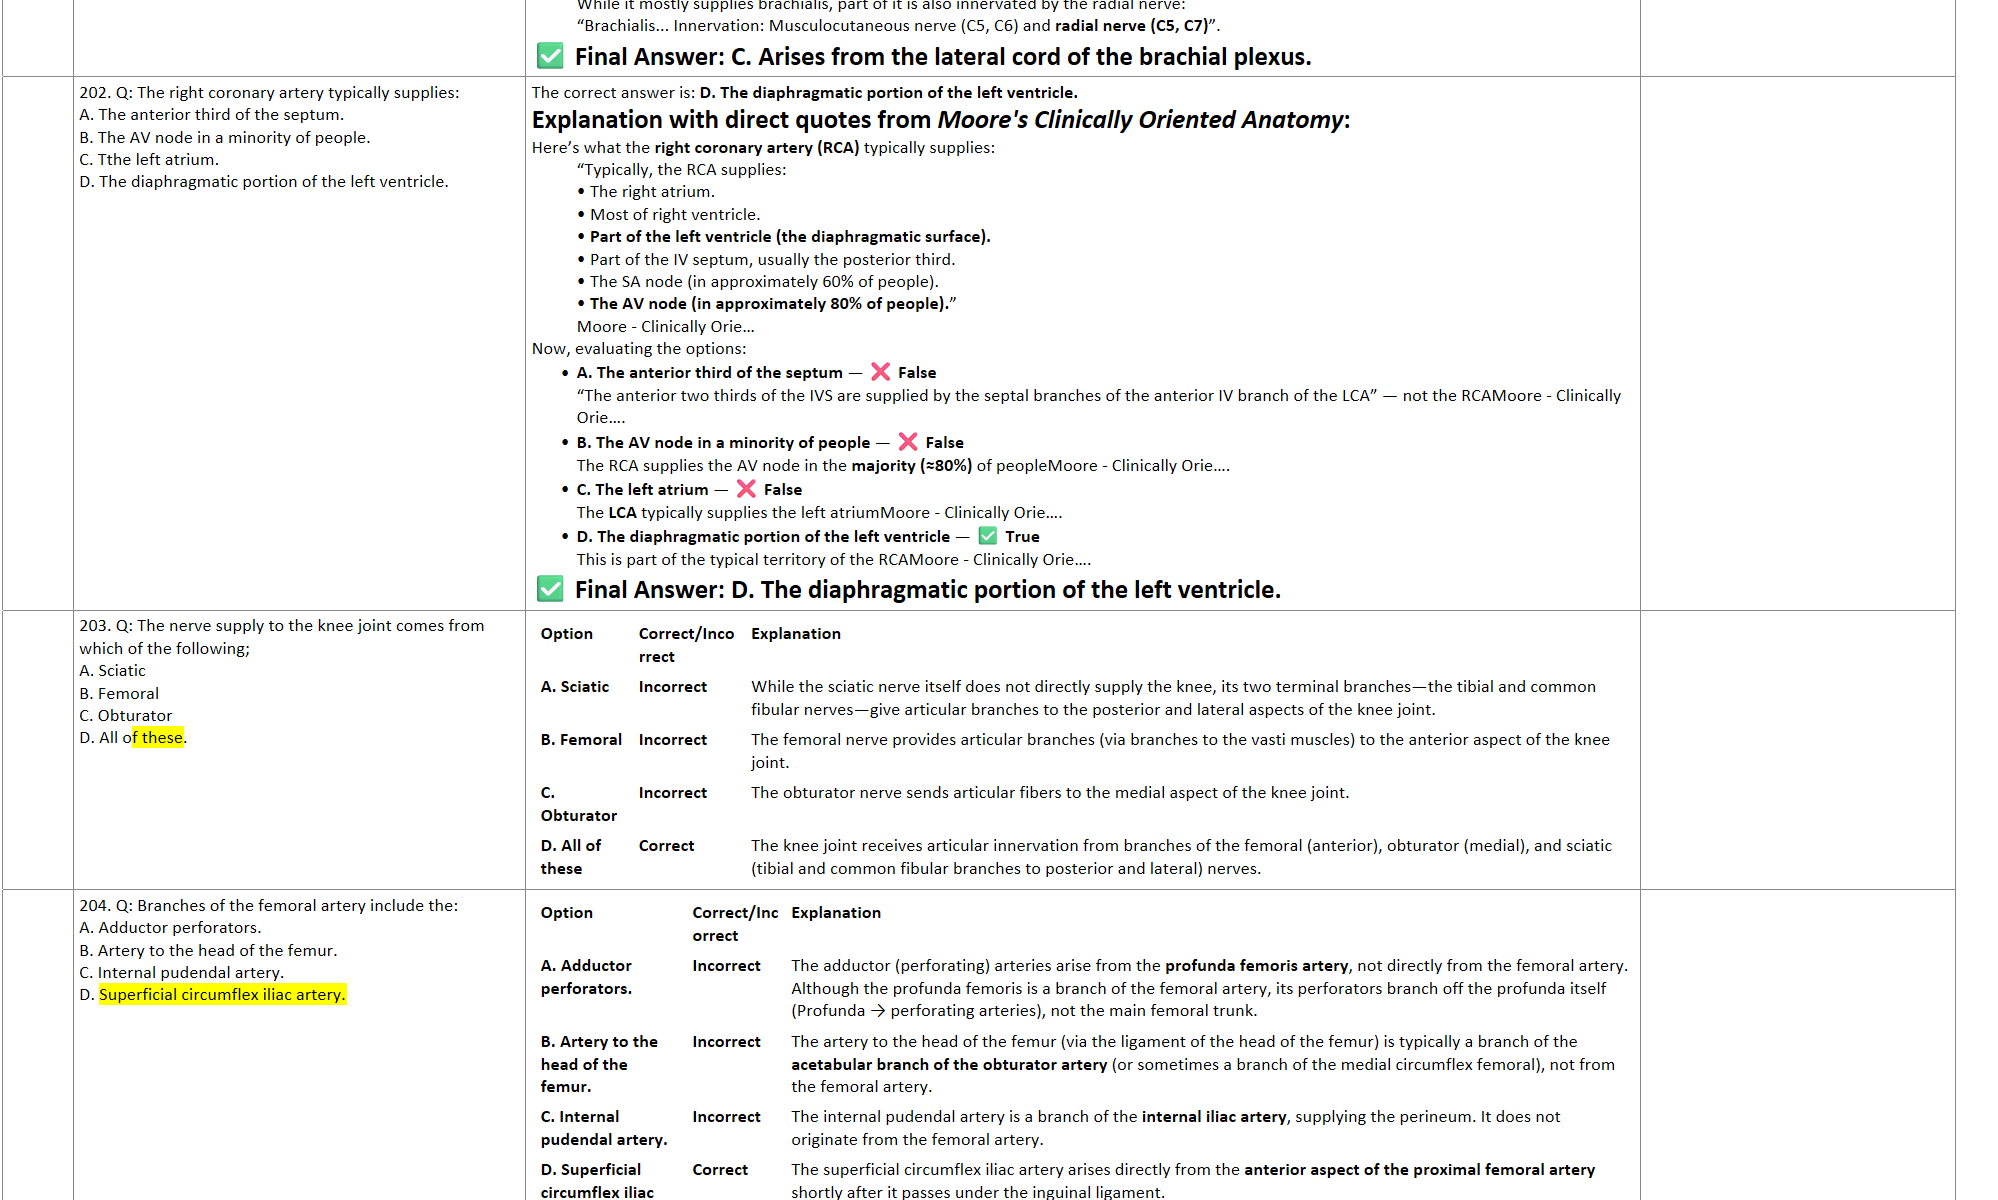 While it mostly supplies brachialis, part of it is also innervated by the radial nerve:
“Brachialis... Innervation: Musculocutaneous nerve (C5, C6) and radial nerve (C5, C7)”.
✅ Final Answer: C. Arises from the lateral cord of the brachial plexus.
202. Q: The right coronary artery typically supplies:
A. The anterior third of the septum.
B. The AV node in a minority of people.
C. Tthe left atrium.
D. The diaphragmatic portion of the left ventricle.
The correct answer is: D. The diaphragmatic portion of the left ventricle.
Explanation with direct quotes from Moore's Clinically Oriented Anatomy:
Here’s what the right coronary artery (RCA) typically supplies:
“Typically, the RCA supplies:
• The right atrium.
• Most of right ventricle.
• Part of the left ventricle (the diaphragmatic surface).
• Part of the IV septum, usually the posterior third.
• The SA node (in approximately 60% of people).
• The AV node (in approximately 80% of people).”
Moore - Clinically Orie…
Now, evaluating the options:
• A. The anterior third of the septum — ❌ False
“The anterior two thirds of the IVS are supplied by the septal branches of the anterior IV branch of the LCA” — not the RCAMoore - Clinically
Orie….
• B. The AV node in a minority of people — ❌ False
The RCA supplies the AV node in the majority (≈80%) of peopleMoore - Clinically Orie….
• C. The left atrium — ❌ False
The LCA typically supplies the left atriumMoore - Clinically Orie….
• D. The diaphragmatic portion of the left ventricle — ✅ True
This is part of the typical territory of the RCAMoore - Clinically Orie….
✅ Final Answer: D. The diaphragmatic portion of the left ventricle.
203. Q: The nerve supply to the knee joint comes from
which of the following;
A. Sciatic
B. Femoral
C. Obturator
D. All of these.
Option Correct/Inco Explanation
rrect
A. Sciatic Incorrect While the sciatic nerve itself does not directly supply the knee, its two terminal branches—the tibial and common
fibular nerves—give articular branches to the posterior and lateral aspects of the knee joint.
B. Femoral Incorrect The femoral nerve provides articular branches (via branches to the vasti muscles) to the anterior aspect of the knee
joint.
C. Incorrect The obturator nerve sends articular fibers to the medial aspect of the knee joint.
Obturator
D. All of Correct The knee joint receives articular innervation from branches of the femoral (anterior), obturator (medial), and sciatic
these (tibial and common fibular branches to posterior and lateral) nerves.
204. Q: Branches of the femoral artery include the:
A. Adductor perforators.
B. Artery to the head of the femur.
C. Internal pudendal artery.
D. Superficial circumflex iliac artery.
Option Correct/Inc Explanation
orrect
A. Adductor Incorrect The adductor (perforating) arteries arise from the profunda femoris artery, not directly from the femoral artery.
perforators. Although the profunda femoris is a branch of the femoral artery, its perforators branch off the profunda itself
(Profunda → perforating arteries), not the main femoral trunk.
B. Artery to the Incorrect The artery to the head of the femur (via the ligament of the head of the femur) is typically a branch of the
head of the acetabular branch of the obturator artery (or sometimes a branch of the medial circumflex femoral), not from
femur. the femoral artery.
C. Internal Incorrect The internal pudendal artery is a branch of the internal iliac artery, supplying the perineum. It does not
pudendal artery. originate from the femoral artery.
D. Superficial Correct The superficial circumflex iliac artery arises directly from the anterior aspect of the proximal femoral artery
circumflex iliac shortly after it passes under the inguinal ligament.